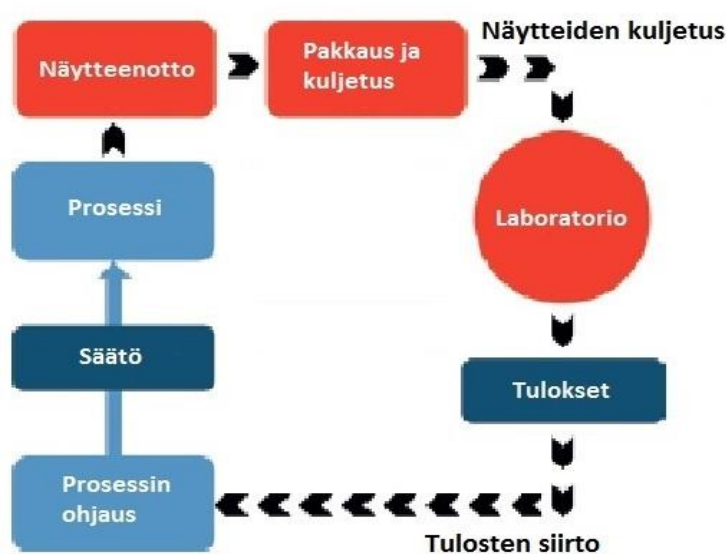 Näytteenotto
Pakkaus ja
kuljetus
Näytteiden kuljetus
Prosessi
Laboratorio
Säätö
Tulokset
Prosessin
ohjaus
Tulosten siirto